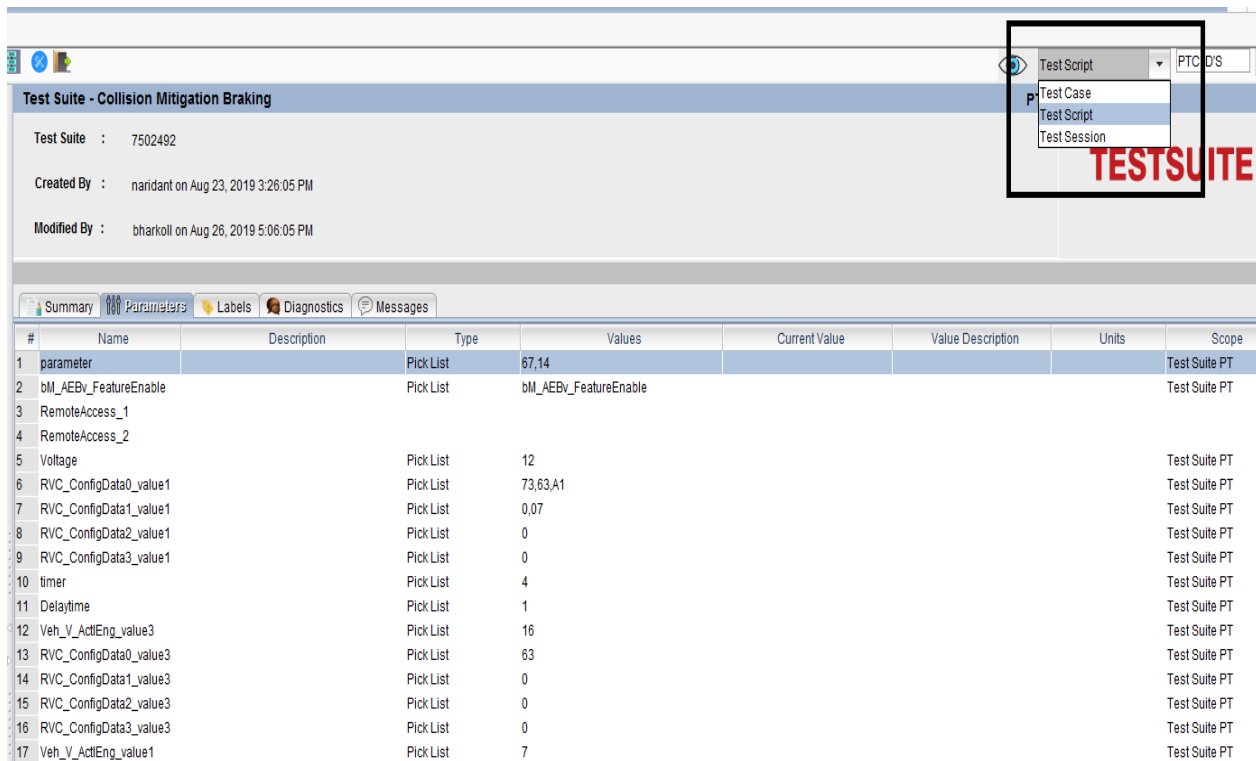 Test Script PTC ID'S
Test Case
Test Script
Test Session
Test Suite - Collision Mitigation Braking
Test Suite : 7502492
TESTSUITE
Created By : naridant on Aug 23, 2019 3:26:05 PM
Modified By : bharkoll on Aug 26, 2019 5:06:05 PM
Summary Parameters Labels Diagnostics Messages
# Name Description Type Values Current Value Value Description Units Scope
1 parameter Pick List 67,14 Test Suite PT
2 bM_AEBv_FeatureEnable Pick List bM_AEBv_FeatureEnable Test Suite PT
3 RemoteAccess_1
4 RemoteAccess_2
5 Voltage Pick List 12 Test Suite PT
6 RVC_ConfigData0_value1 Pick List 73,63,A1 Test Suite PT
7 RVC_ConfigData1_value1 Pick List 0,07 Test Suite PT
8 RVC_ConfigData2_value1 Pick List 0 Test Suite PT
9 RVC_ConfigData3_value1 Pick List 0 Test Suite PT
10 timer Pick List 4 Test Suite PT
11 Delaytime Pick List 1 Test Suite PT
12 Veh_V_ActlEng_value3 Pick List 16 Test Suite PT
13 RVC_ConfigData0_value3 Pick List 63 Test Suite PT
14 RVC_ConfigData1_value3 Pick List 0 Test Suite PT
15 RVC_ConfigData2_value3 Pick List 0 Test Suite PT
16 RVC_ConfigData3_value3 Pick List 0 Test Suite PT
17 Veh_V_ActlEng_value1 Pick List 7 Test Suite PT